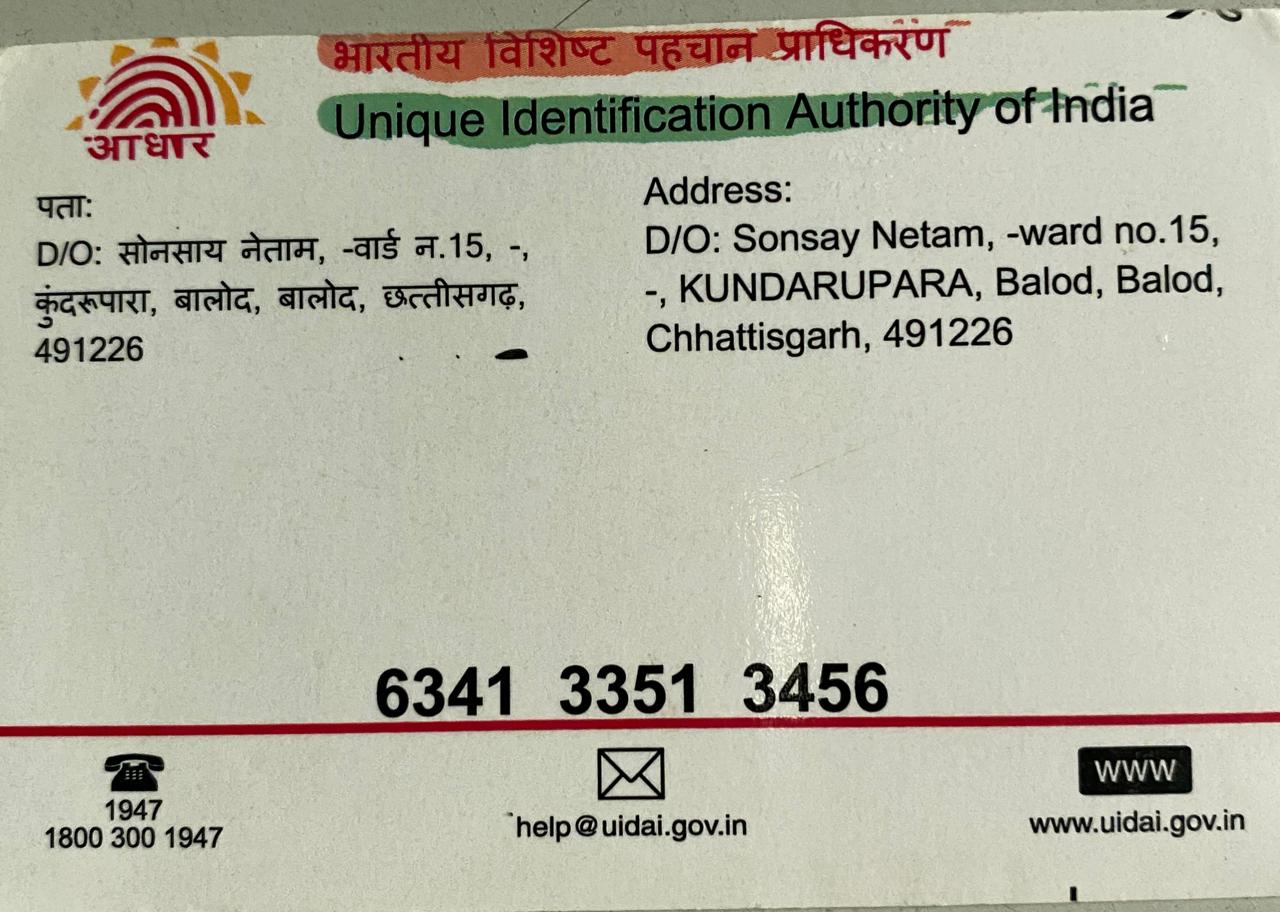 आधार
भारतीय विशिष्ट पहचान प्राधिकरण
Unique Identification Authority of India
पता:
D/O: सोनसाय नेताम, -वार्ड न.15, -,
कुंदरूपारा, बालोद, बालोद, छत्तीसगढ़,
491226
Address:
D/O: Sonsay Netam, -ward no.15,
-, KUNDARUPARA, Balod, Balod,
Chhattisgarh, 491226
6341 3351 3456
1947
1800 300 1947
help@uidai.gov.in
www
www.uidai.gov.in